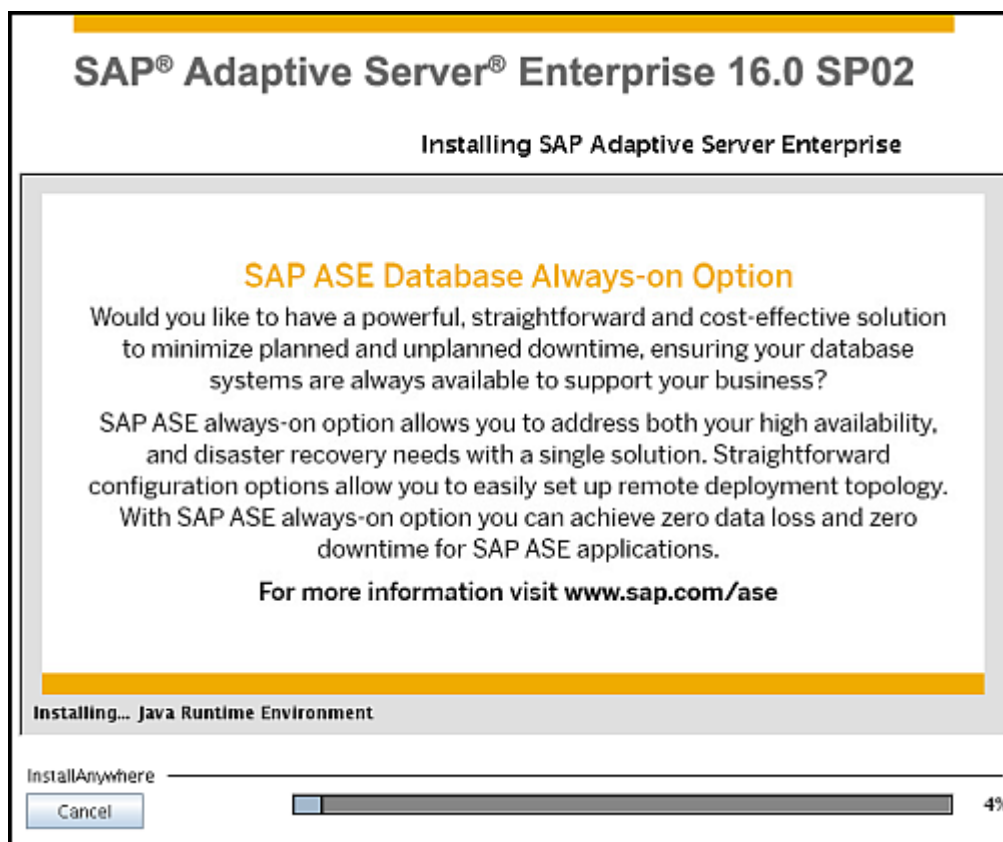 SAP® Adaptive Server® Enterprise 16.0 SP02
Installing SAP Adaptive Server Enterprise
SAP ASE Database Always-on Option
Would you like to have a powerful, straightforward and cost-effective solution
to minimize planned and unplanned downtime, ensuring your database
systems are always available to support your business?
SAP ASE always-on option allows you to address both your high availability,
and disaster recovery needs with a single solution. Straightforward
configuration options allow you to easily set up remote deployment topology.
With SAP ASE always-on option you can achieve zero data loss and zero
downtime for SAP ASE applications.
For more information visit www.sap.com/ase
Installing... Java Runtime Environment
InstallAnywhere
Cancel
4%